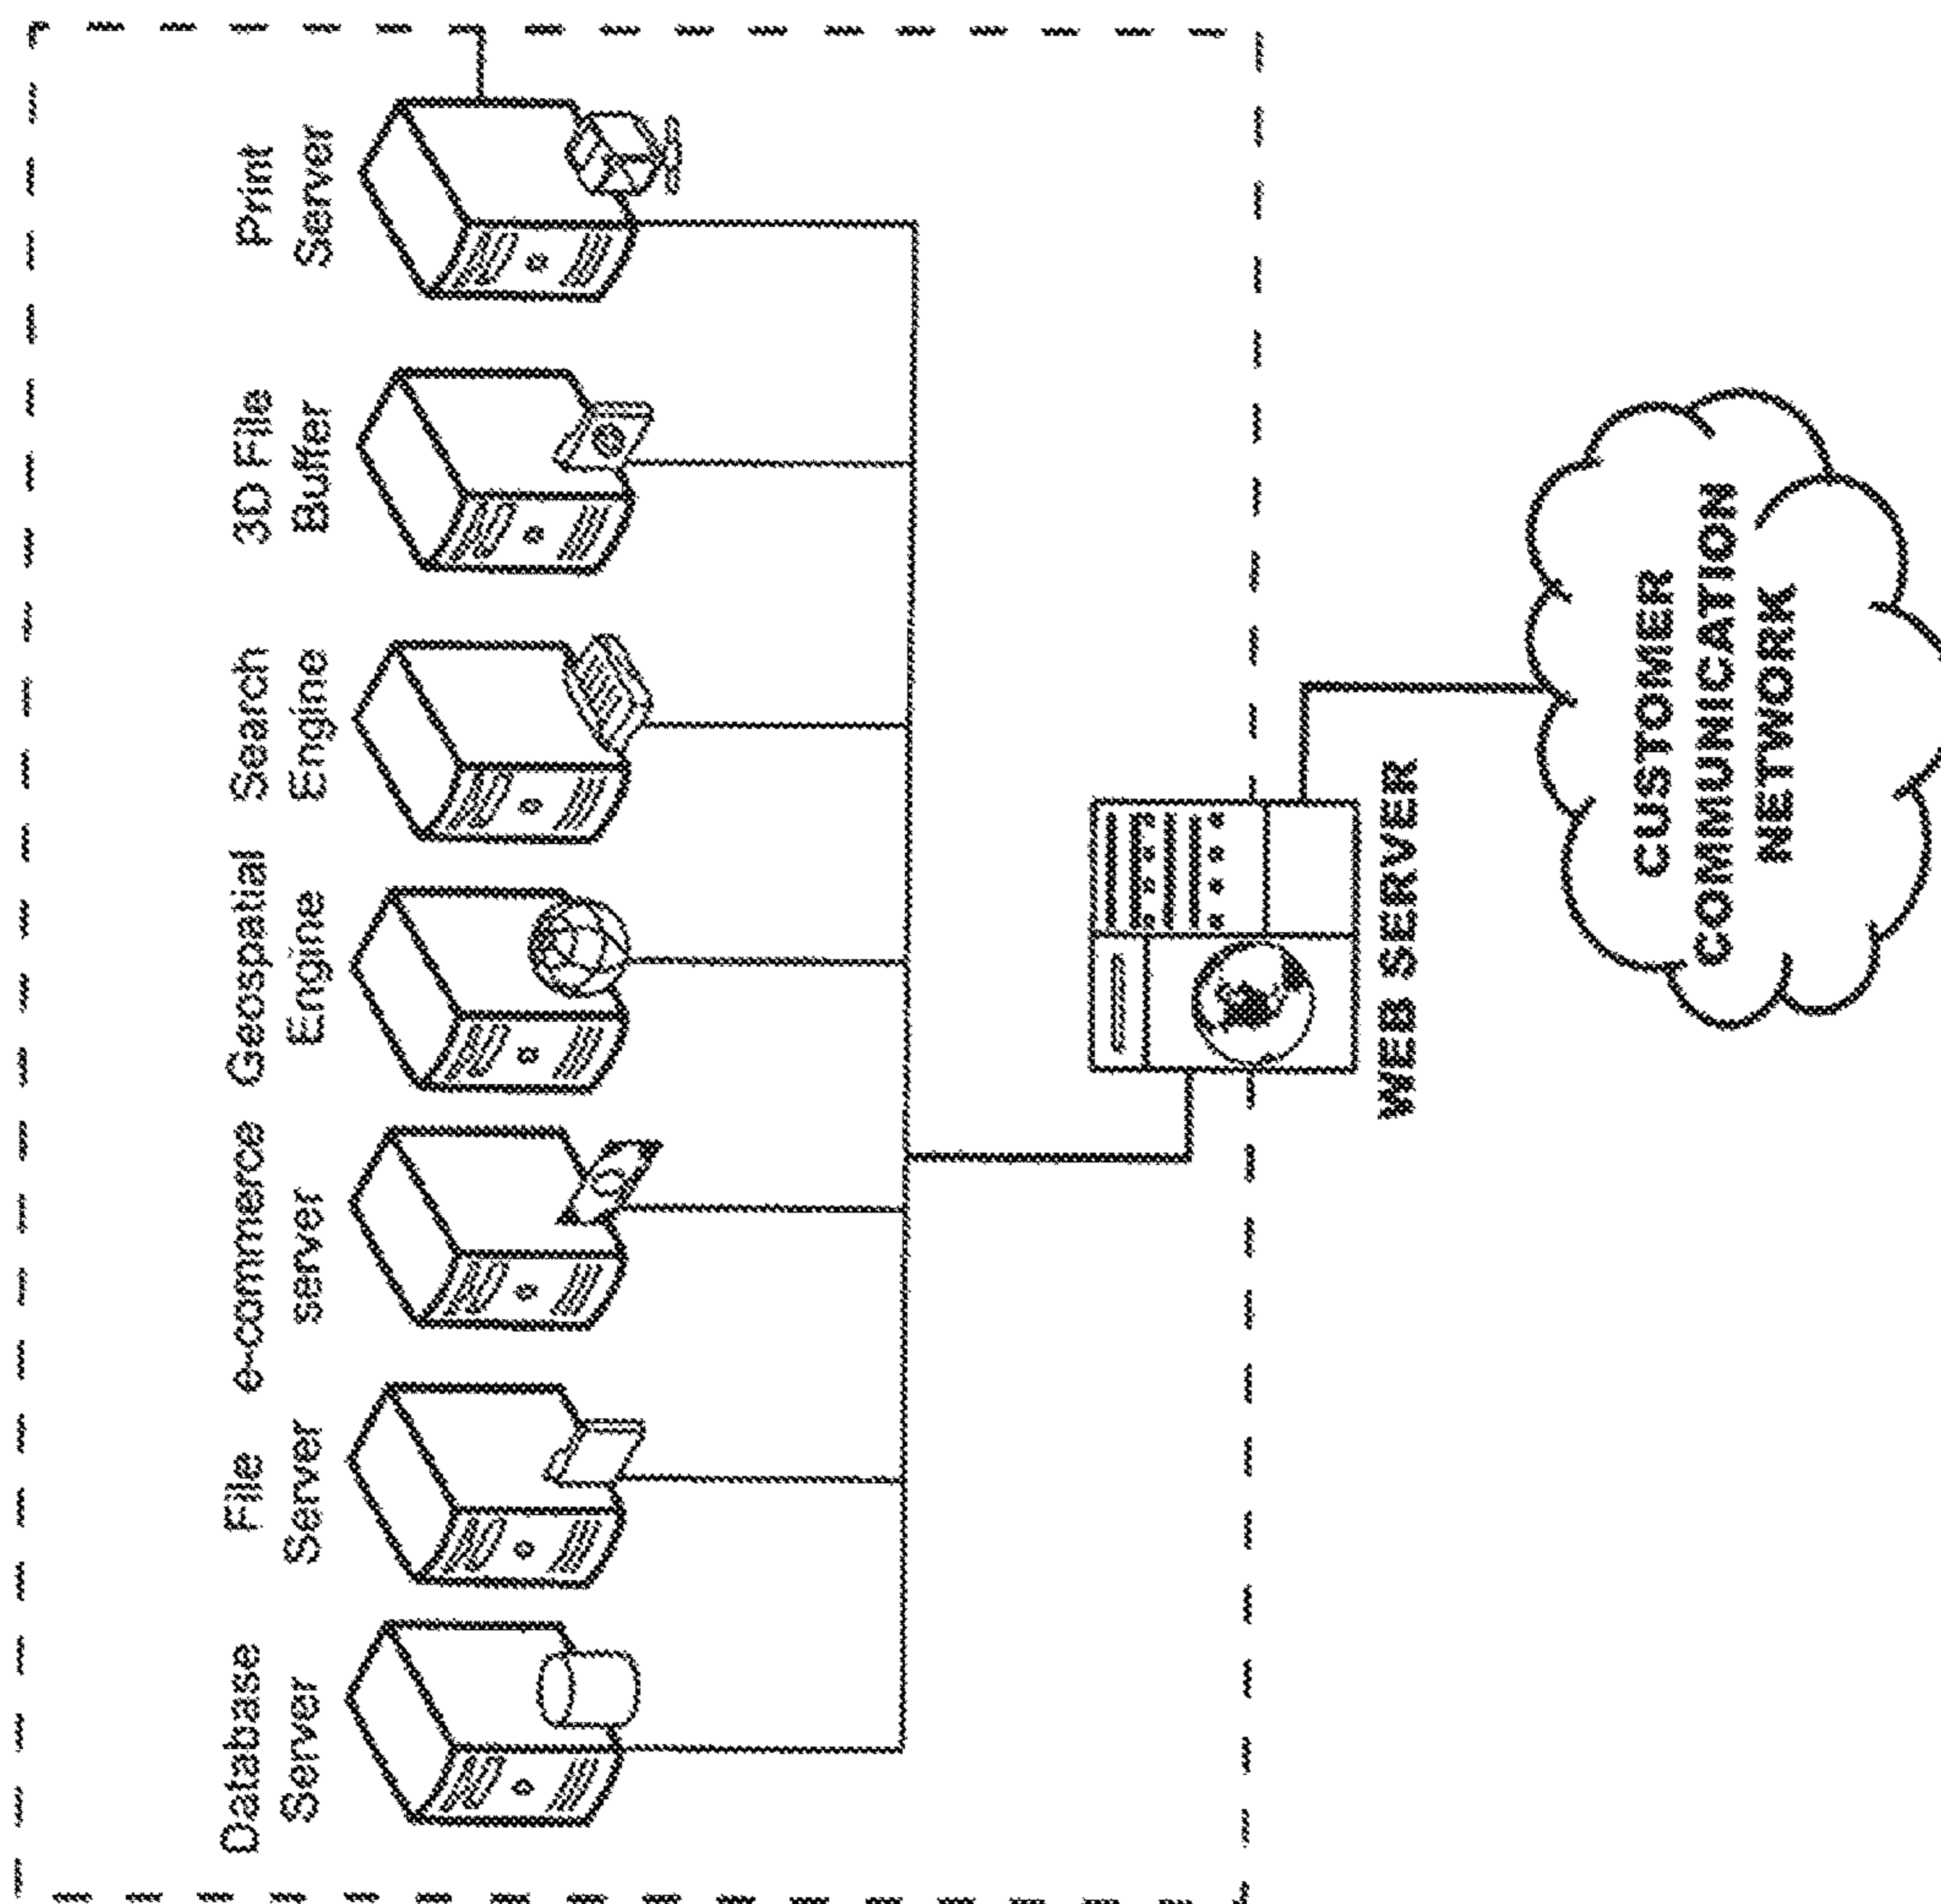 Database
Server
File
Server
e-commerce
server
Geospatial
Engine
Search
Engine
3D File
Buffer
Print
Server
WEB SERVER
CUSTOMER
COMMUNICATION
NETWORK